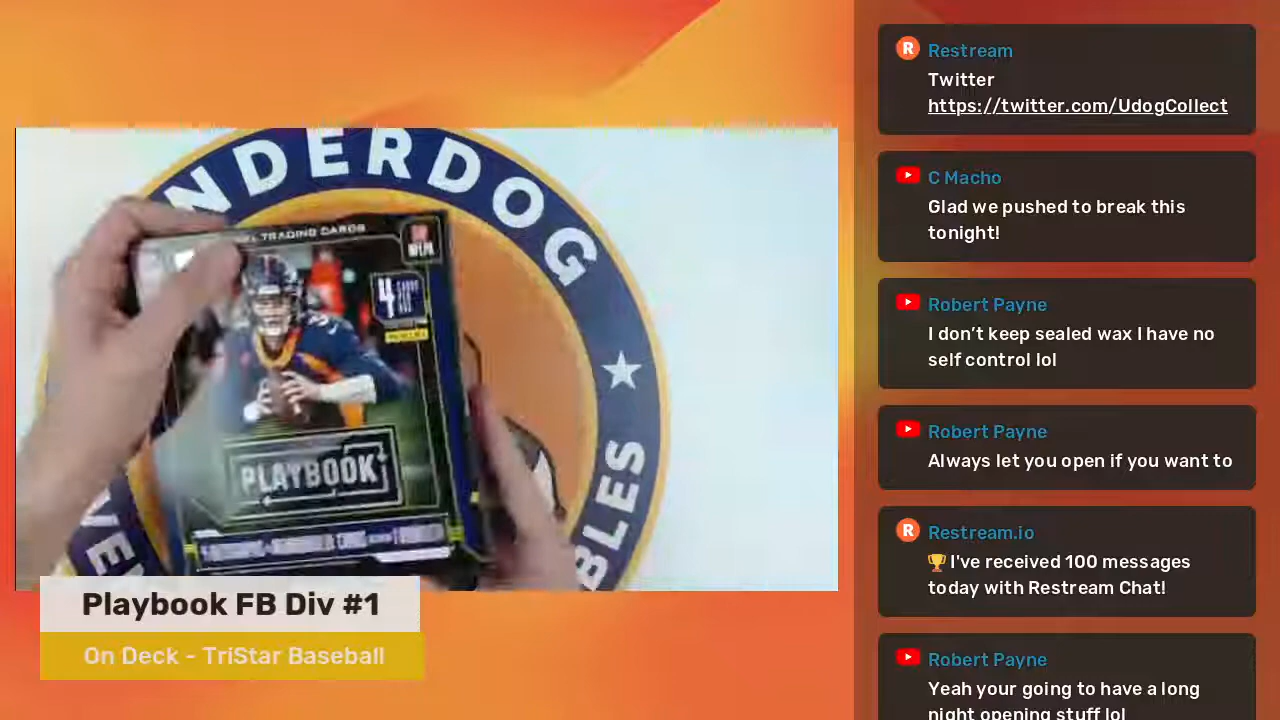 NDERDOG
TRADING CARDS
NFLPA
4
PLAYBOOK
VE
BLES
Playbook FB Div #1
On Deck - TriStar Baseball
Restream
Twitter
https://twitter.com/UdogCollect
C Macho
Glad we pushed to break this
tonight!
Robert Payne
I don’t keep sealed wax I have no
self control lol
Robert Payne
Always let you open if you want to
Restream.io
🏆 I've received 100 messages
today with Restream Chat!
Robert Payne
Yeah your going to have a long
night opening stuff lol